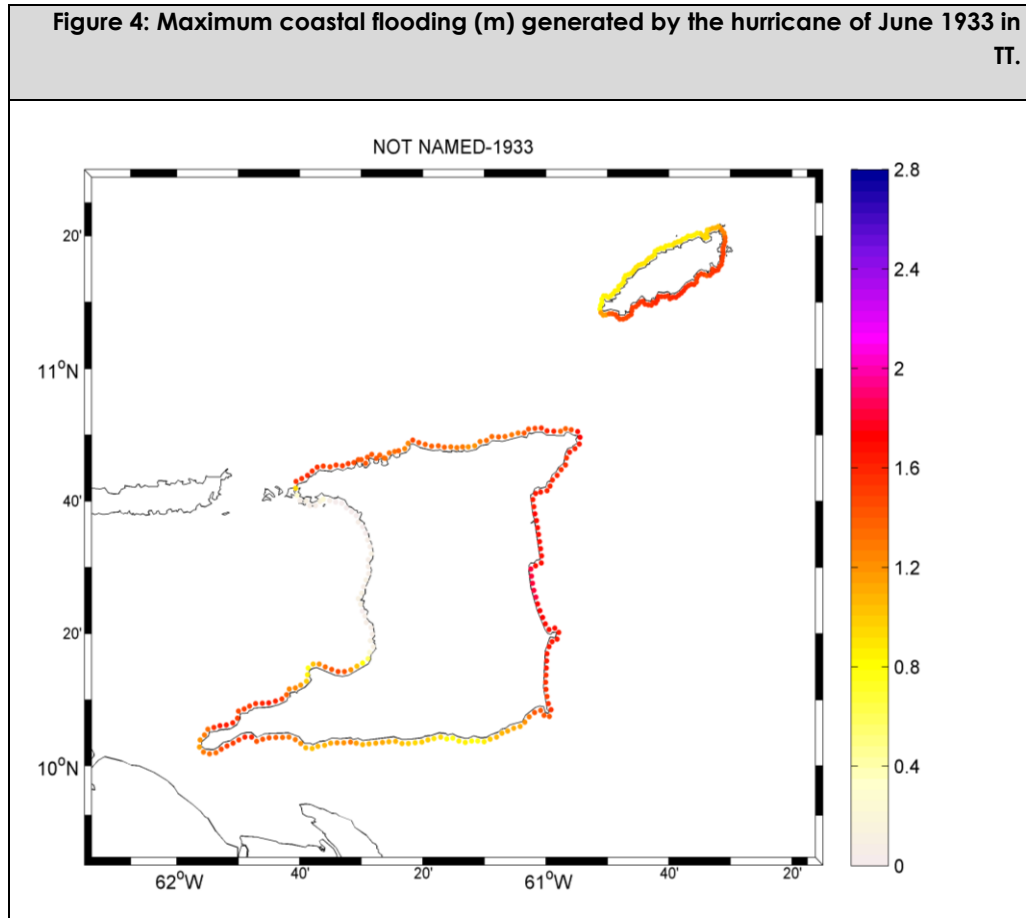 Figure 4: Maximum coastal flooding (m) generated by the hurricane of June 1933 in
TT.
NOT NAMED-1933
2.8
2.4
2
1.6
1.2
0.8
0.4
0
20'
11°N
40'
20'
10°N
62°W
40'
20'
61°W
40'
20'